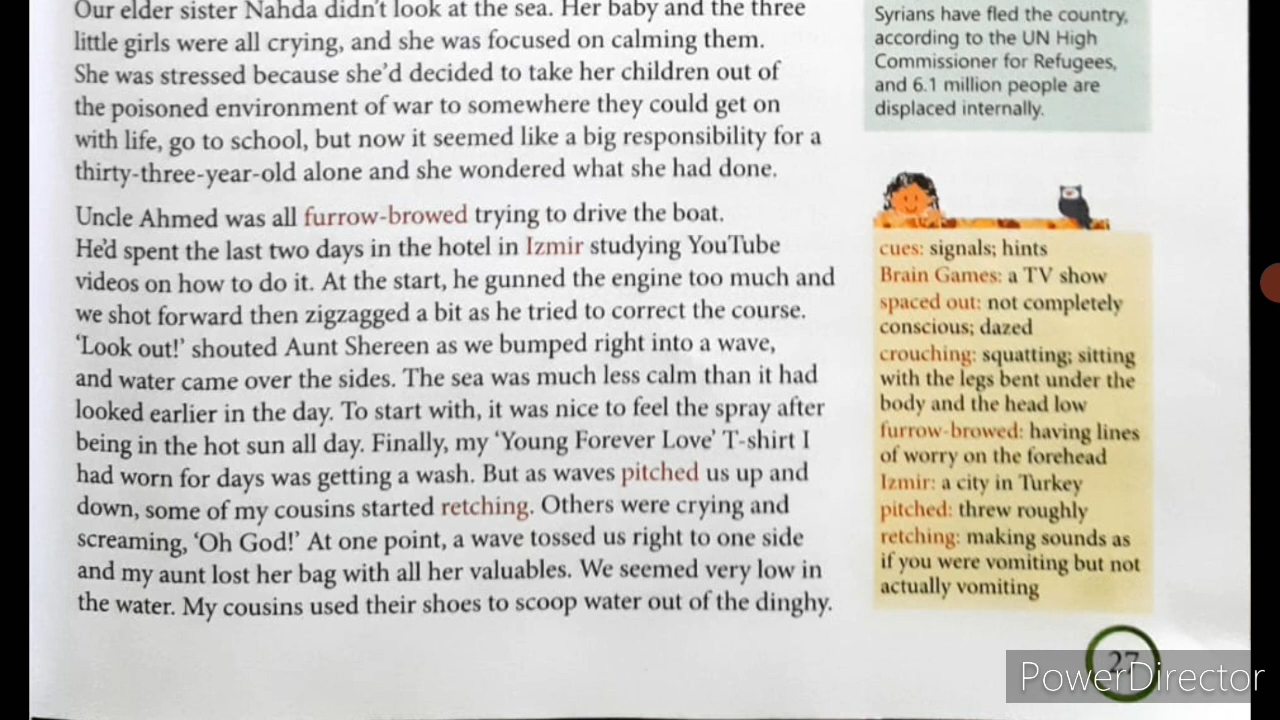 Our elder sister Nahda didn't look at the sea. Her baby and the three
little girls were all crying, and she was focused on calming them.
She was stressed because she'd decided to take her children out of
the poisoned environment of war to somewhere they could get on
with life, go to school, but now it seemed like a big responsibility for a
thirty-three-year-old alone and she wondered what she had done.
Uncle Ahmed was all furrow-browed trying to drive the boat.
He'd spent the last two days in the hotel in Izmir studying YouTube
videos on how to do it. At the start, he gunned the engine too much and
we shot forward then zigzagged a bit as he tried to correct the course.
'Look out!' shouted Aunt Shereen as we bumped right into a wave,
and water came over the sides. The sea was much less calm than it had
looked earlier in the day. To start with, it was nice to feel the spray after
being in the hot sun all day. Finally, my 'Young Forever Love' T-shirt I
had worn for days was getting a wash. But as waves pitched us up and
down, some of my cousins started retching. Others were crying and
screaming, 'Oh God!' At one point, a wave tossed us right to one side
and my aunt lost her bag with all her valuables. We seemed very low in
the water. My cousins used their shoes to scoop water out of the dinghy.
Syrians have fled the country,
according to the UN High
Commissioner for Refugees,
and 6.1 million people are
displaced internally.
cues: signals; hints
Brain Games: a TV show
spaced out: not completely
conscious; dazed
crouching: squatting; sitting
with the legs bent under the
body and the head low
furrow-browed: having lines
of worry on the forehead
Izmir: a city in Turkey
pitched: threw roughly
retching: making sounds as
if you were vomiting but not
actually vomiting
27
PowerDirector